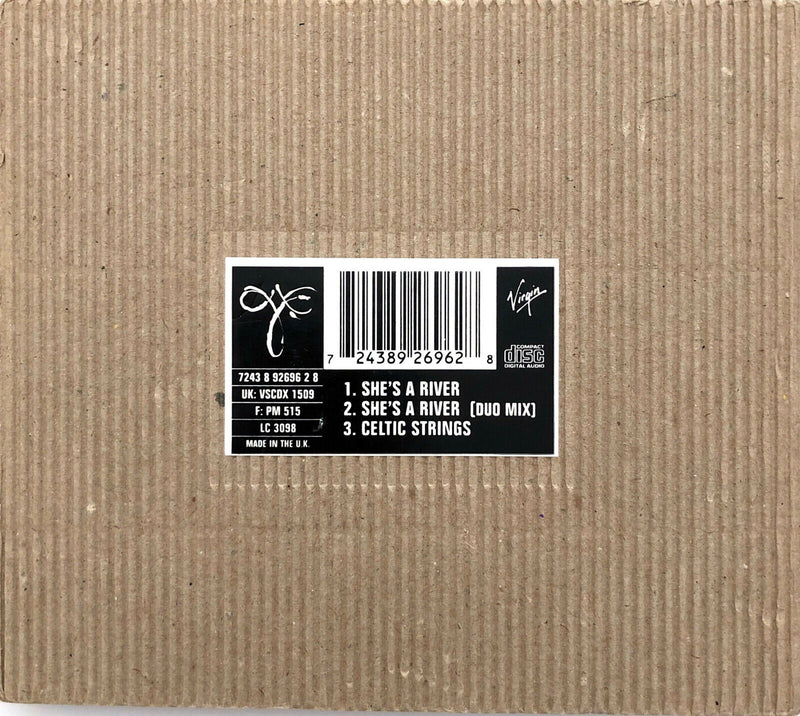 7 24389 26962 8
Virgin
COMPACT
disc
DIGITAL AUDIO
7243 8 92696 2 8
UK: VSCDX 1509
F: PM 515
LC 3098
MADE IN THE U.K.
1. SHE'S A RIVER
2. SHE'S A RIVER [DUO MIX]
3. CELTIC STRINGS